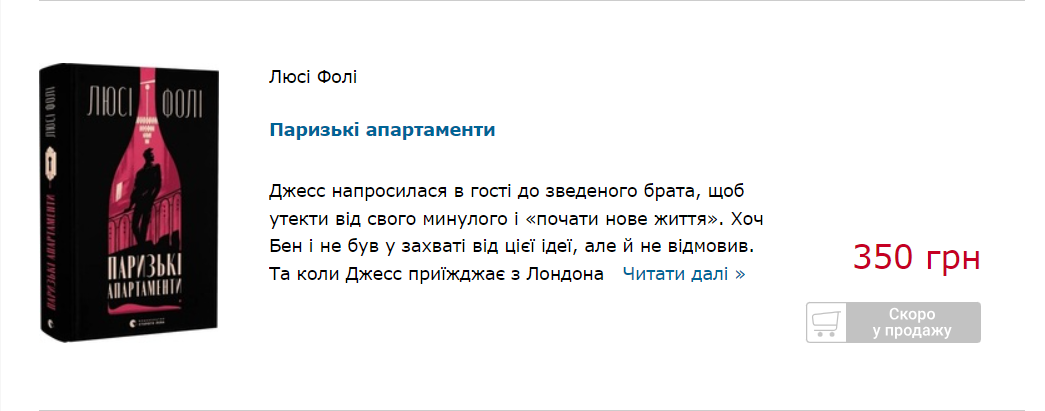 Люсі Фолі
Паризькі апартаменти
Джесс напросилася в гості до зведеного брата, щоб
утекти від свого минулого і «почати нове життя». Хоч
Бен і не був у захваті від цієї ідеї, але й не відмовив.
Та коли Джесс приїжджає з Лондона Читати далі »
350 грн
Скоро
у продажу
ЛЮСІ ФОЛІ
ПАРИЗЬКІ АПАРТАМЕНТИ
ЛЮСІ ФОЛІ
ПАРИЗЬКІ
АПАРТАМЕНТИ